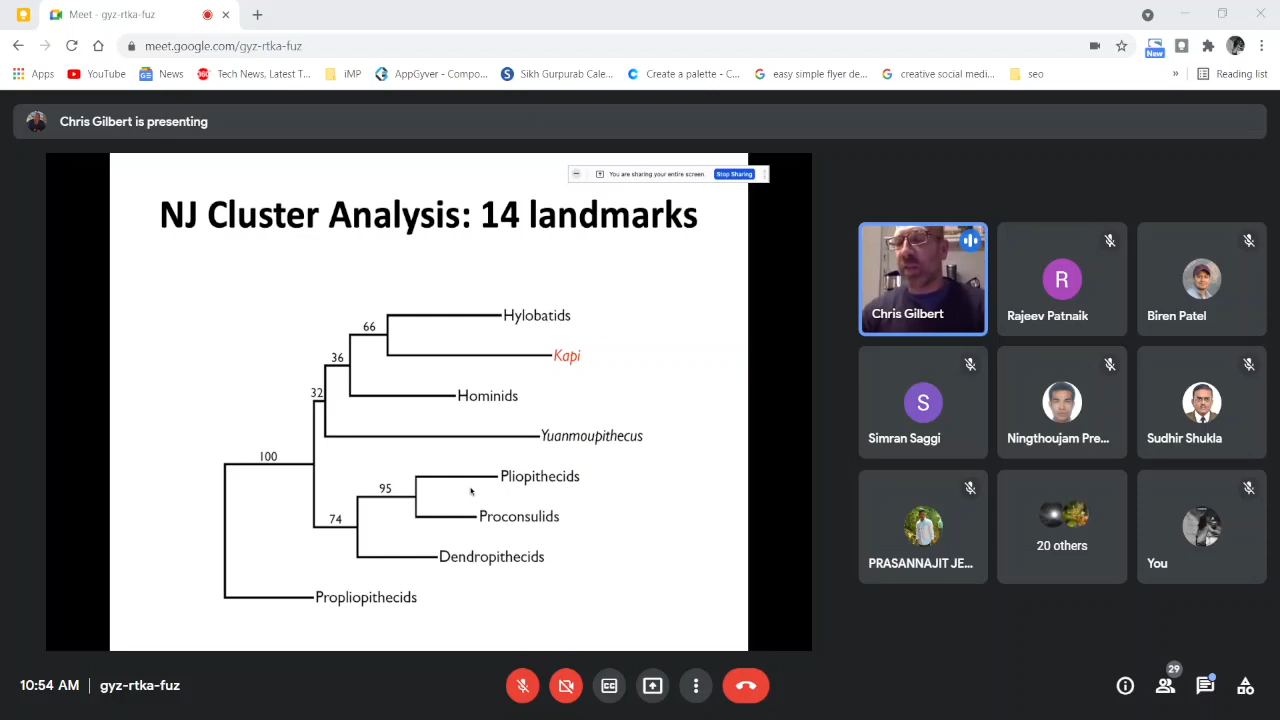 Meet - gyz-rtka-fuz
meet.google.com/gyz-rtka-fuz
New
Apps YouTube News Tech News, Latest T... iMP AppGyver - Compo... Sikh Gurpurab Cale... Create a palette - C... easy simple flyer de... creative social medi... seo » Reading list
Chris Gilbert is presenting
You are sharing your entire screen. Stop Sharing
NJ Cluster Analysis: 14 landmarks
Hylobatids
66
Kapi
36
Hominids
32
Yuanmoupithecus
100
Pliopithecids
95
Proconsulids
74
Dendropithecids
Propliopithecids
Chris Gilbert
R
Rajeev Patnaik
Biren Patel
S
Simran Saggi
Ningthoujam Pre...
Sudhir Shukla
PRASANNAJIT JE...
20 others
You
10:54 AM | gyz-rtka-fuz
29